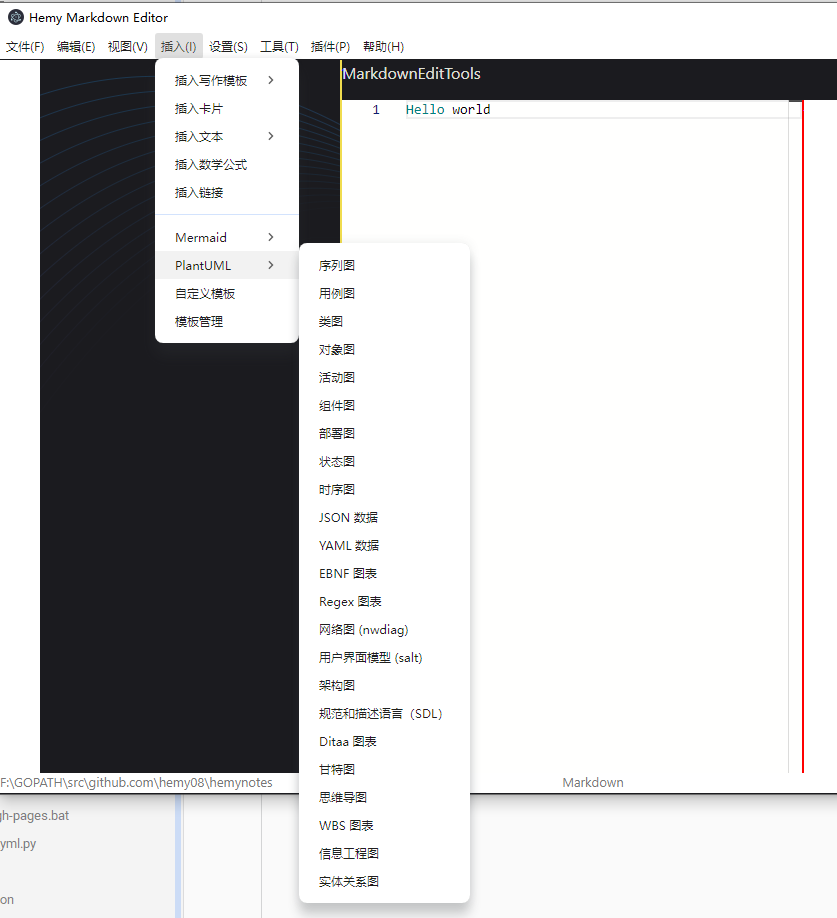 Hemy Markdown Editor
文件(F) 编辑(E) 视图(V) 插入(I) 设置(S) 工具(T) 插件(P) 帮助(H)
插入写作模板
插入卡片
插入文本
插入数学公式
插入链接
Mermaid
PlantUML
自定义模板
模板管理
序列图
用例图
类图
对象图
活动图
组件图
部署图
状态图
时序图
JSON 数据
YAML 数据
EBNF 图表
Regex 图表
网络图 (nwdiag)
用户界面模型 (salt)
架构图
规范和描述语言（SDL）
Ditaa 图表
甘特图
思维导图
WBS 图表
信息工程图
实体关系图
MarkdownEditTools
1 Hello world
F:\GOPATH\src\github.com\hemy08\hemynotes
Markdown
gh-pages.bat
yml.py
on